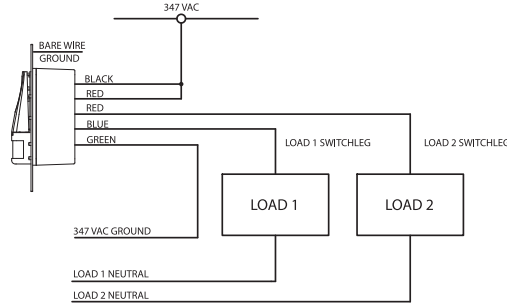 347 VAC
BARE WIRE
GROUND
BLACK
RED
RED
BLUE
GREEN
LOAD 1 SWITCHLEG
LOAD 2 SWITCHLEG
LOAD 1
LOAD 2
347 VAC GROUND
LOAD 1 NEUTRAL
LOAD 2 NEUTRAL